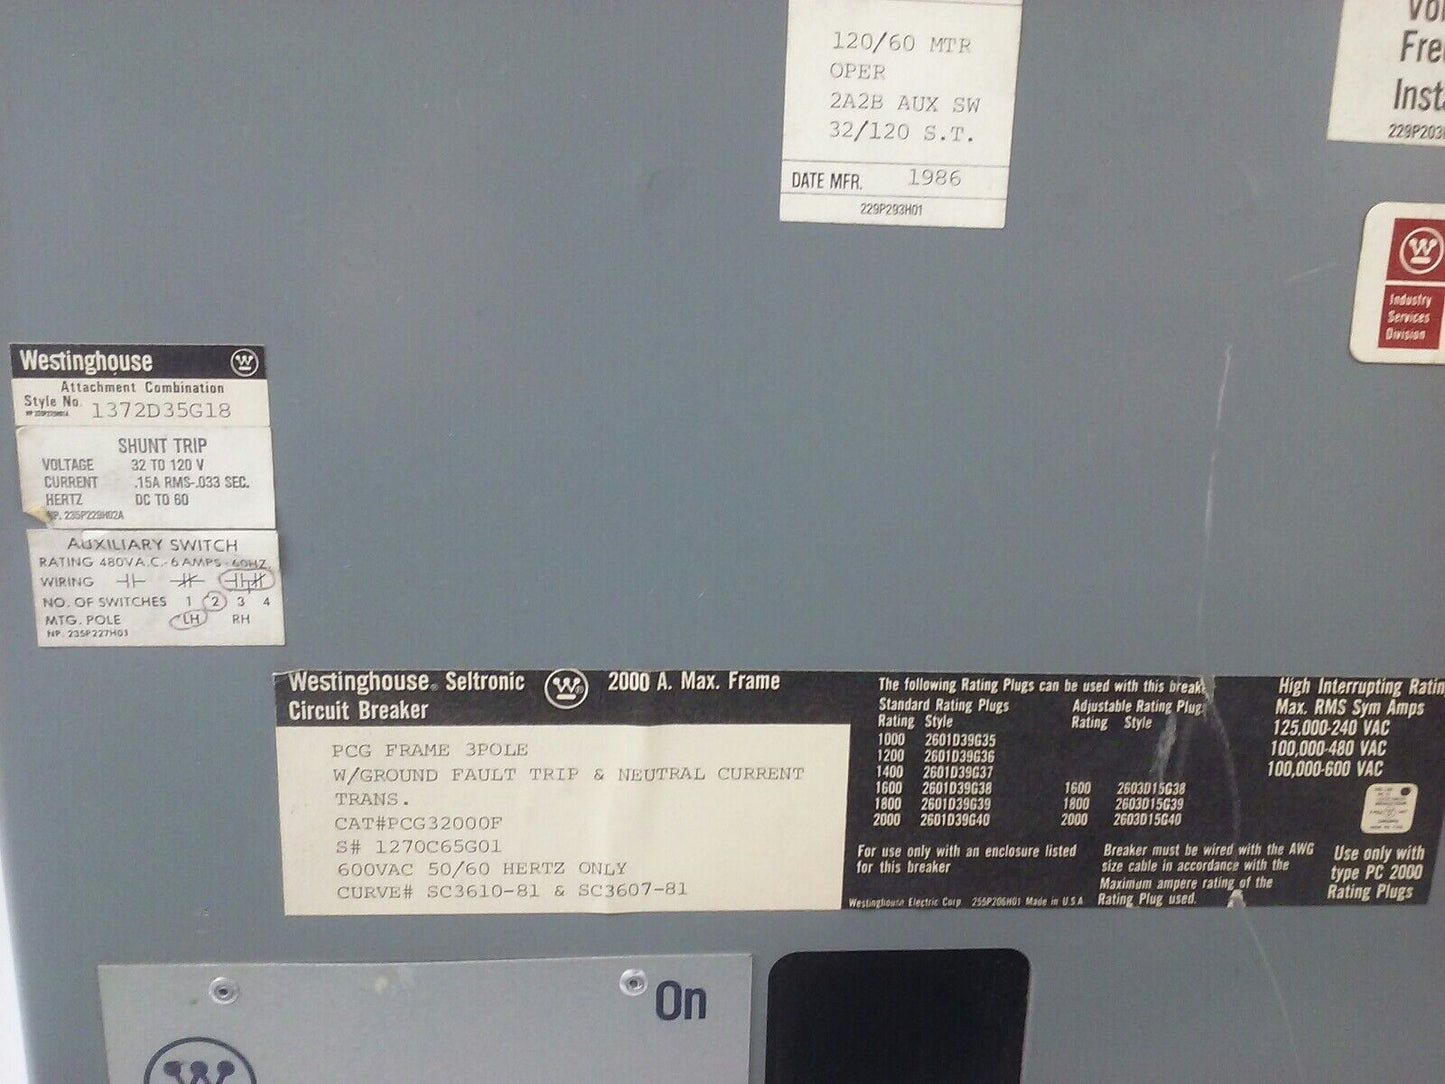 120/60 MTR
OPER
2A2B AUX SW
32/120 S.T.
DATE MFR. 1986
229P293H01
Fre
Inst
229P203
Industry
Services
Division
Westinghouse W
Attachment Combination
Style No. 1372D35G18
SHUNT TRIP
VOLTAGE 32 TO 120 V
CURRENT .15A RMS-.033 SEC.
HERTZ DC TO 60
NP. 235P229H02A
AUXILIARY SWITCH
RATING 480V A.C.-6 AMPS-60HZ.
WIRING
NO. OF SWITCHES 1 2 3 4
MTG. POLE LH RH
NP. 235P227H01
Westinghouse® Seltronic W® 2000 A. Max. Frame
Circuit Breaker
PCG FRAME 3POLE
W/GROUND FAULT TRIP & NEUTRAL CURRENT
TRANS.
CAT#PCG32000F
S# 1270C65G01
600VAC 50/60 HERTZ ONLY
CURVE# SC3610-81 & SC3607-81
The following Rating Plugs can be used with this break
Standard Rating Plugs Adjustable Rating Plug
Rating Style Rating Style
1000 2601D39G35
1200 2601D39G36
1400 2601D39G37
1600 2601D39G38 1600 2603D15G38
1800 2601D39G39 1800 2603D15G39
2000 2601D39G40 2000 2603D15G40
For use only with an enclosure listed
for this breaker
Breaker must be wired with the AWG
size cable in accordance with the
Maximum ampere rating of the
Rating Plug used.
Westinghouse Electric Corp. 255P206H01 Made in U.S.A
High Interrupting Ratin
Max. RMS Sym Amps
125,000-240 VAC
100,000-480 VAC
100,000-600 VAC
Use only with
type PC 2000
Rating Plugs
On
W